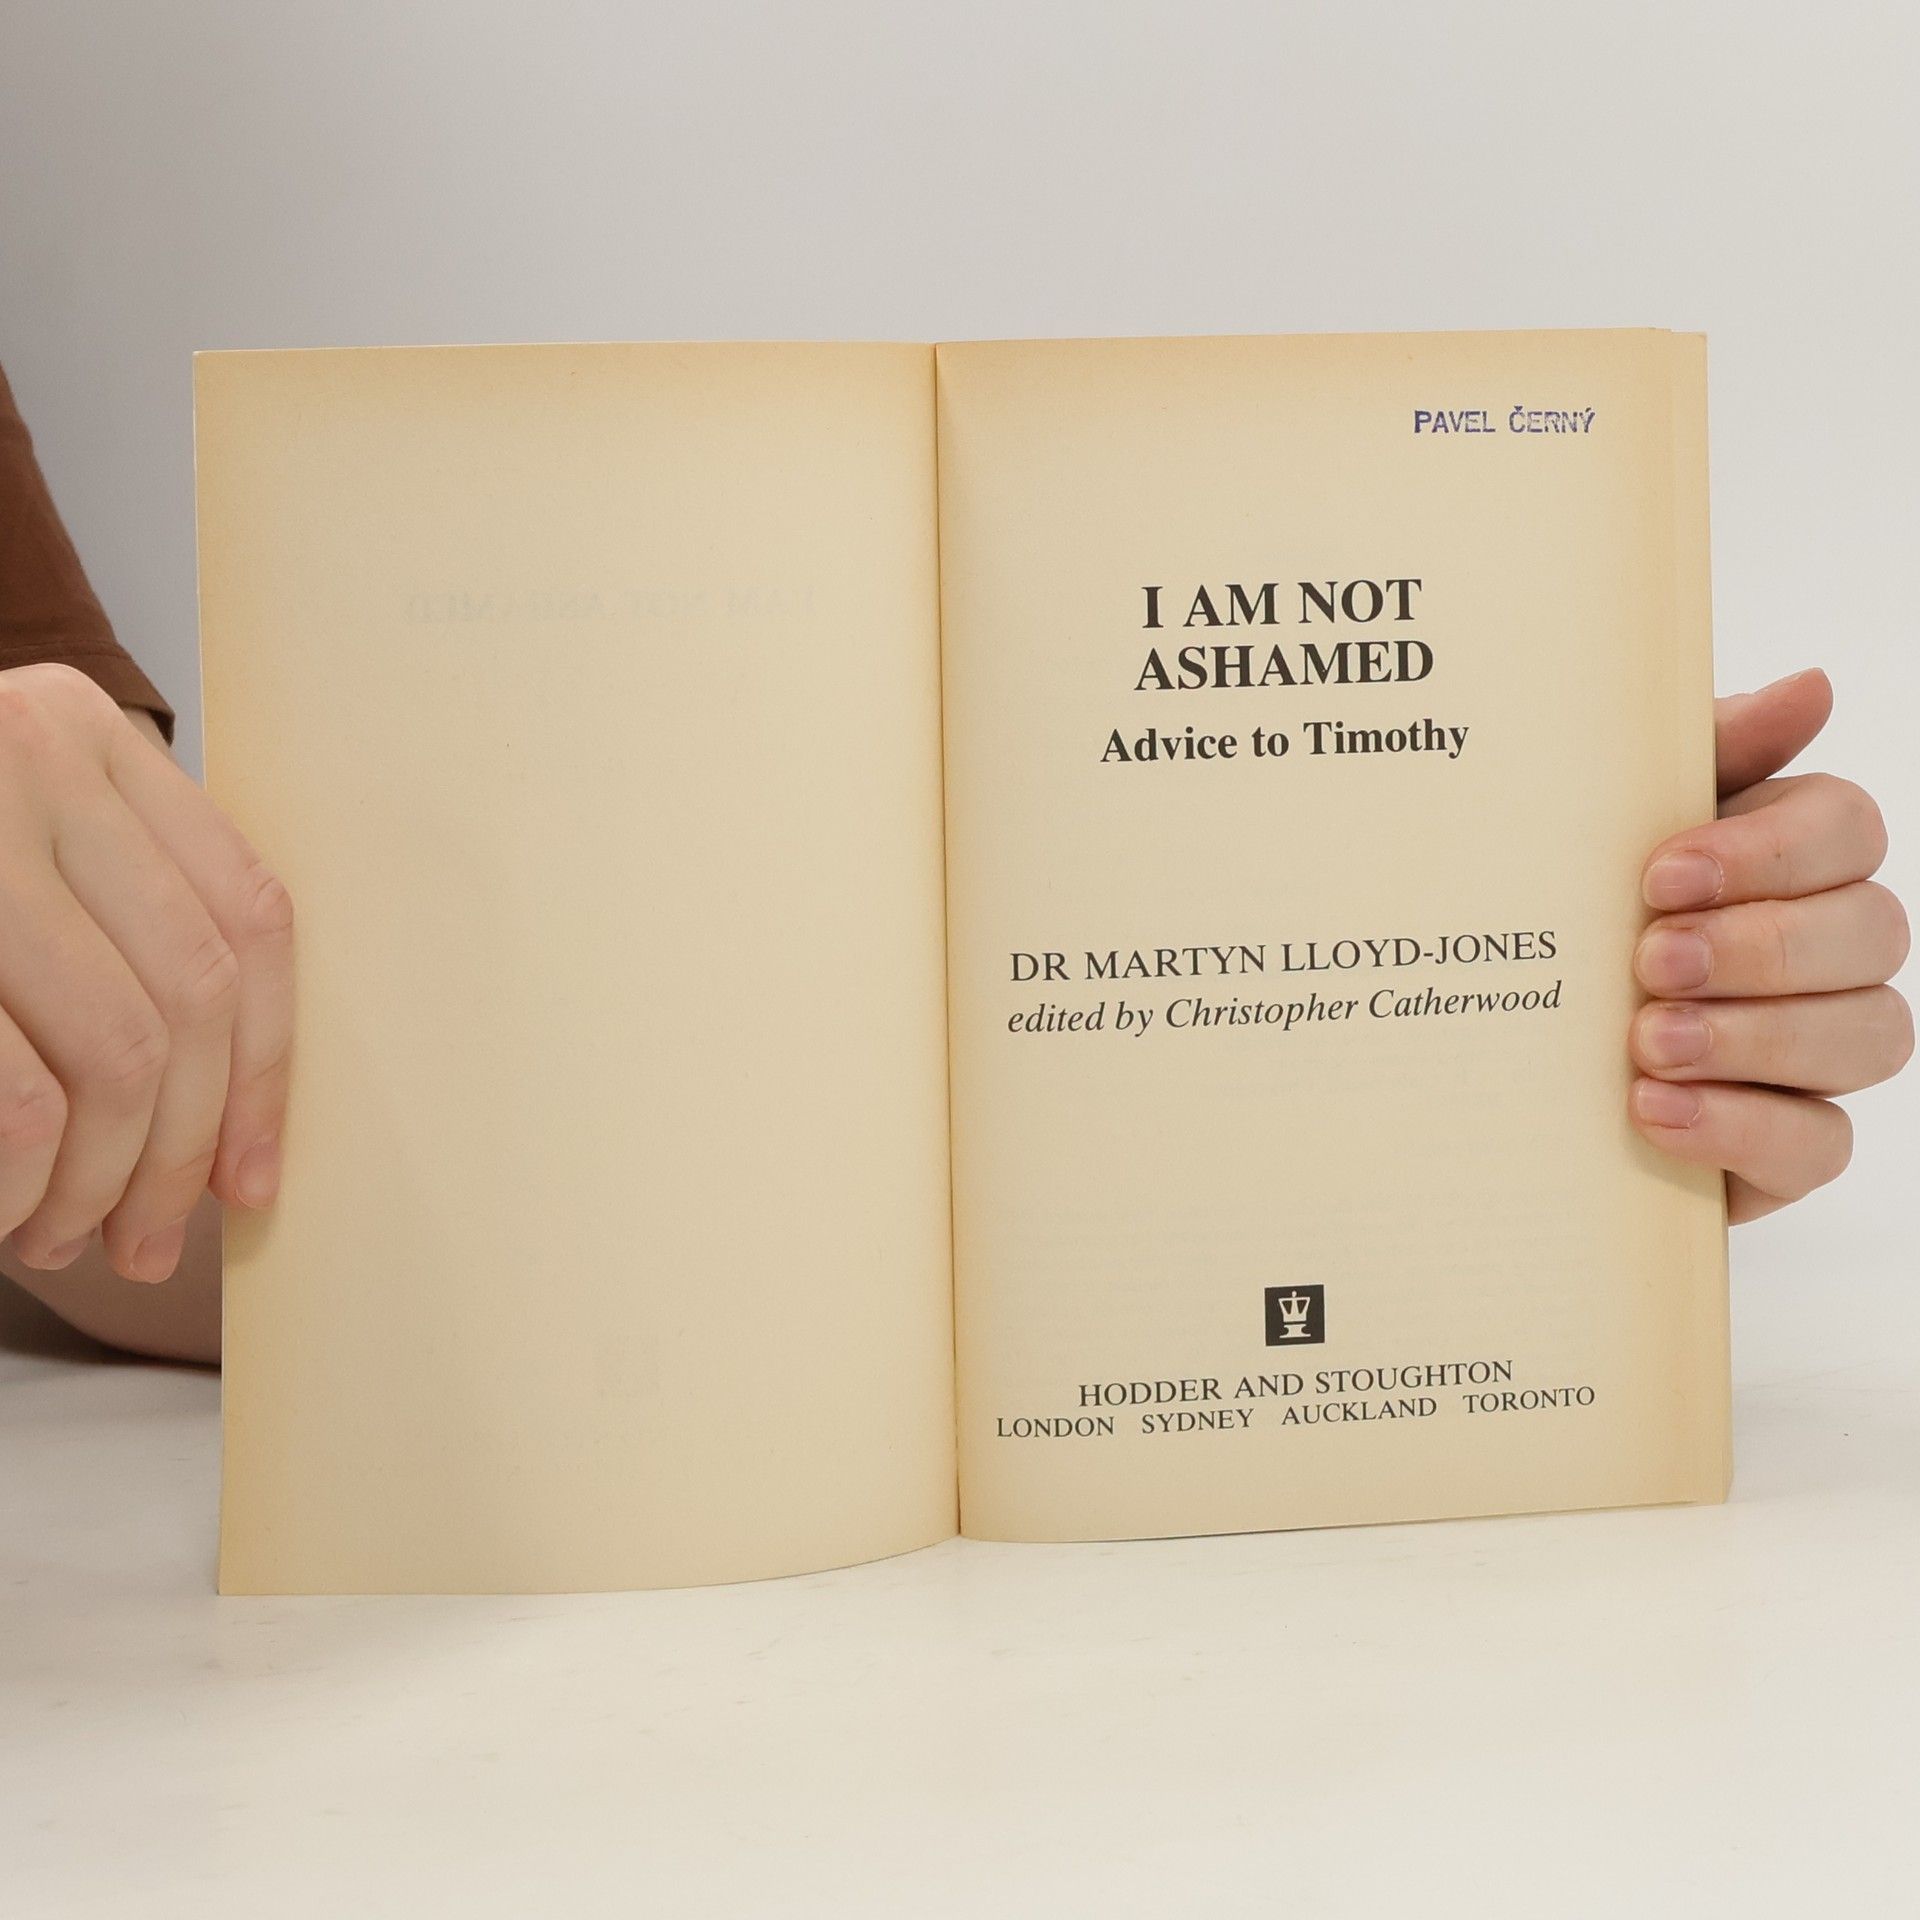 PAVEL ČERNÝ
I AM NOT
ASHAMED
Advice to Timothy
DR MARTYN LLOYD-JONES
edited by Christopher Catherwood
HODDER AND STOUGHTON
LONDON SYDNEY AUCKLAND TORONTO